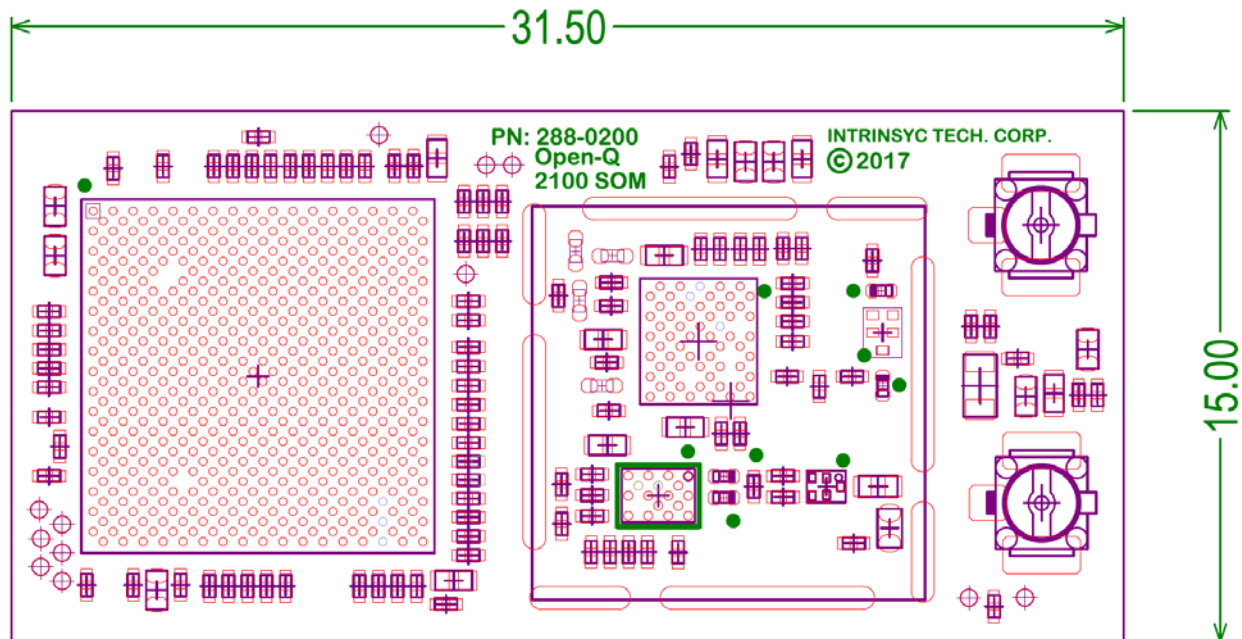 31.50
PN: 288-0200
Open-Q
2100 SOM
INTRINSYC TECH. CORP.
©2017
15.00